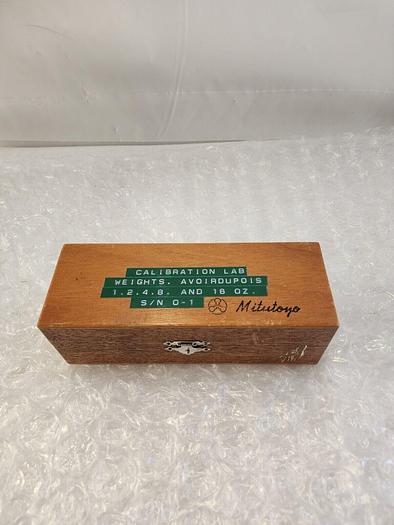 CALIBRATION LAB
WEIGHTS, AVOIRDUPOIS
1,2,4,8, AND 16 OZ.
S/N O-1 Mitutoyo